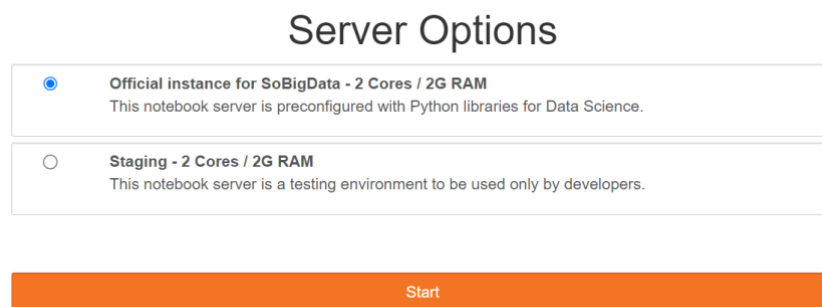 Server Options
Official instance for SoBigData - 2 Cores / 2G RAM
This notebook server is preconfigured with Python libraries for Data Science.
Staging - 2 Cores / 2G RAM
This notebook server is a testing environment to be used only by developers.
Start